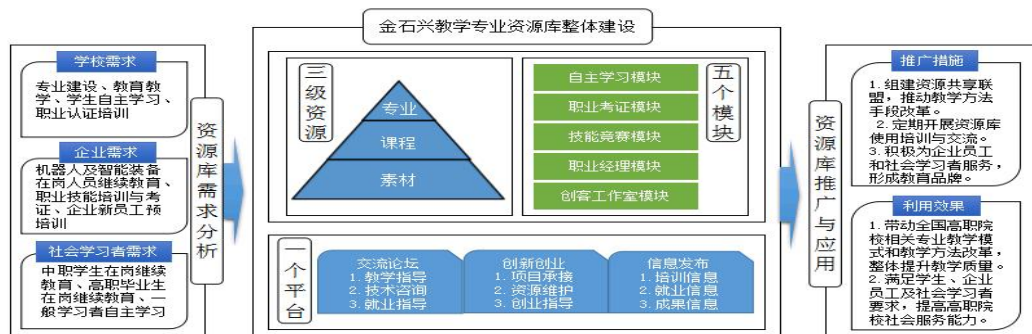 金石兴教学专业资源库整体建设
学校需求
专业建设、教育教
学、学生自主学习、
职业认证培训
企业需求
机器人及智能装备
在岗人员继续教育、
职业技能培训与考
证、企业新员工预
培训
社会学习者需求
中职学生在岗继续
教育、高职毕业生
在岗继续教育、一
般学习者自主学习
资源库需求分析
三级资源
专业
课程
素材
五个模块
自主学习模块
职业考证模块
技能竞赛模块
职业经理模块
创客工作室模块
一个平台
交流论坛
1. 教学指导
2. 技术咨询
3. 就业指导
创新创业
1. 项目承接
2. 资源维护
3. 创业指导
信息发布
1. 培训信息
2. 就业信息
3. 成果信息
资源库推广与应用
推广措施
1. 组建资源共享联
盟，推动教学方法
手段改革。
2. 定期开展资源库
使用培训与交流。
3. 积极为企业员工
和社会学习者服务，
形成教育品牌。
利用效果
1. 带动全国高职院
校相关专业教学模
式和教学方法改革，
整体提升教学质量。
2. 满足学生、企业
员工及社会学习者
要求，提高高职院
校社会服务能力。